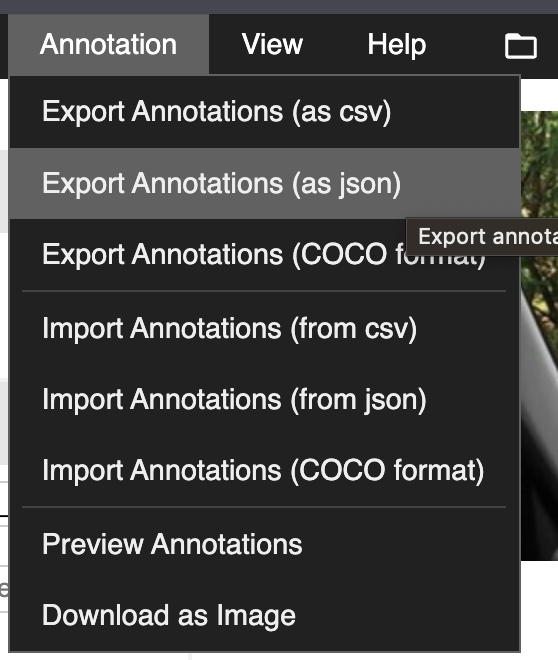 Annotation View Help
Export Annotations (as csv)
Export Annotations (as json)
Export annota
Export Annotations (COCO format)
Import Annotations (from csv)
Import Annotations (from json)
Import Annotations (COCO format)
Preview Annotations
Download as Image